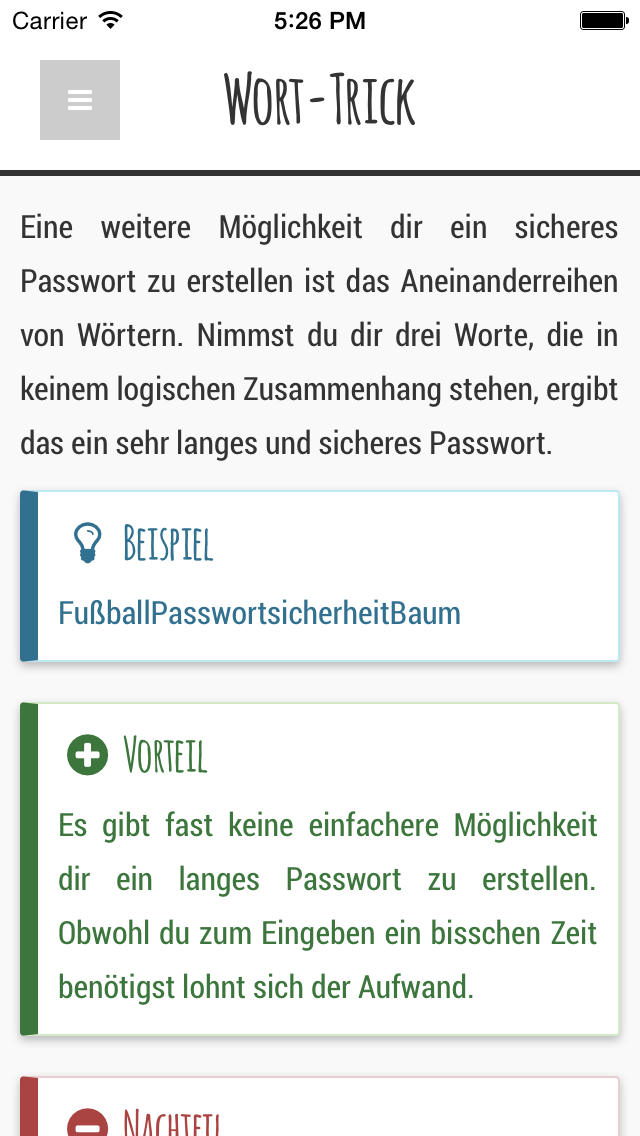 Carrier 5:26 PM
Wort-Trick
Eine weitere Möglichkeit dir ein sicheres
Passwort zu erstellen ist das Aneinanderreihen
von Wörtern. Nimmst du dir drei Worte, die in
keinem logischen Zusammenhang stehen, ergibt
das ein sehr langes und sicheres Passwort.
Beispiel
FußballPasswortsicherheitBaum
Vorteil
Es gibt fast keine einfachere Möglichkeit
dir ein langes Passwort zu erstellen.
Obwohl du zum Eingeben ein bisschen Zeit
benötigst lohnt sich der Aufwand.
Nachteil